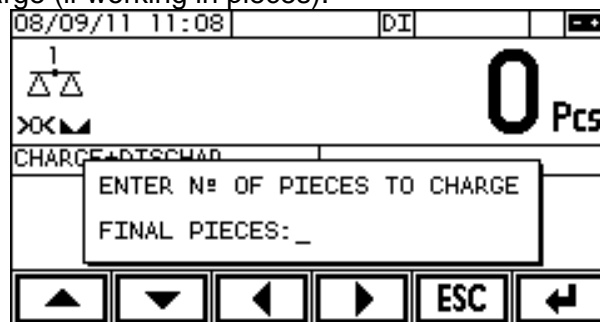 arge (if working in pieces).
08/09/11 11:08 DI
1
0 Pcs
CHARGE+DISCHAR
ENTER Nº OF PIECES TO CHARGE
FINAL PIECES:_
ESC